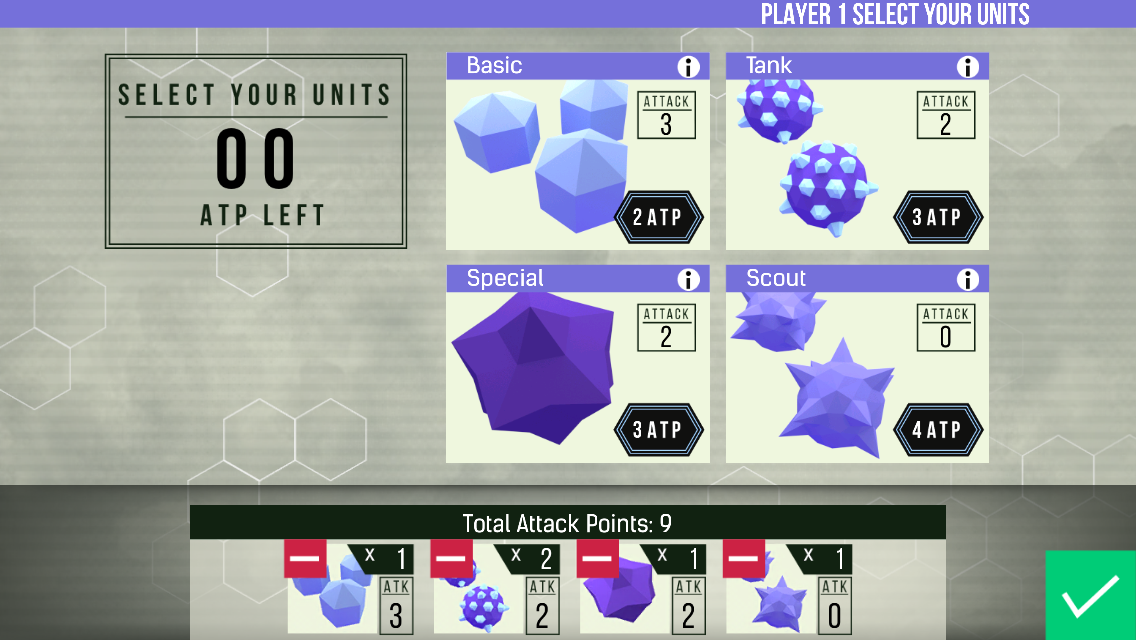 PLAYER 1 SELECT YOUR UNITS
SELECT YOUR UNITS
00
ATP LEFT
Basic i
ATTACK
3
2 ATP
Tank i
ATTACK
2
3 ATP
Special i
ATTACK
2
3 ATP
Scout i
ATTACK
0
4 ATP
Total Attack Points: 9
x 1
ATK
3
x 2
ATK
2
x 1
ATK
2
x 1
ATK
0